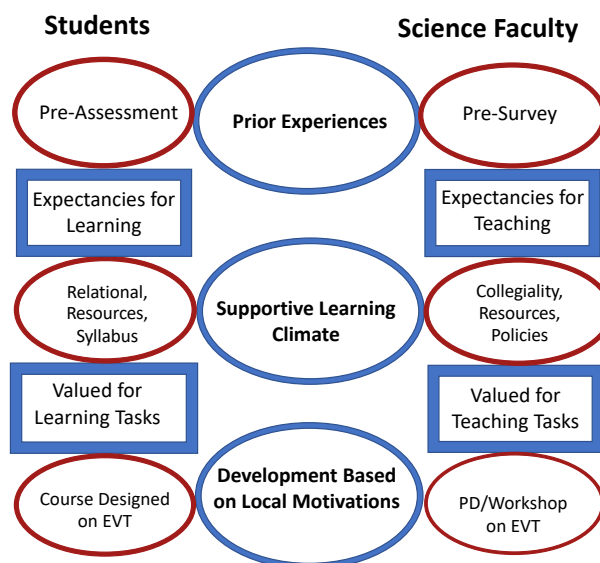 Students
Science Faculty
Pre-Assessment
Prior Experiences
Pre-Survey
Expectancies for
Learning
Expectancies for
Teaching
Relational,
Resources,
Syllabus
Supportive Learning
Climate
Collegiality,
Resources,
Policies
Valued for
Learning Tasks
Valued for
Teaching Tasks
Course Designed
on EVT
Development Based
on Local Motivations
PD/Workshop
on EVT